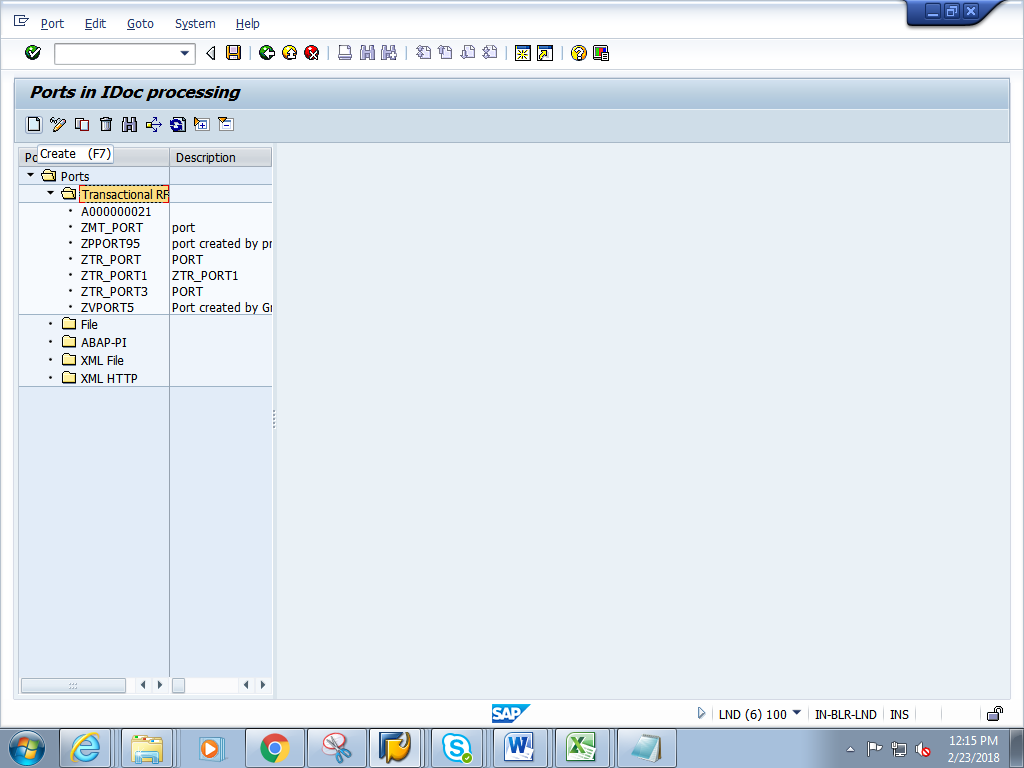 Port Edit Goto System Help
Ports in IDoc processing
Po Description
Create (F7)
Ports
Transactional RF
A000000021
ZMT_PORT port
ZPPORT95 port created by pr
ZTR_PORT PORT
ZTR_PORT1 ZTR_PORT1
ZTR_PORT3 PORT
ZVPORT5 Port created by Gr
File
ABAP-PI
XML File
XML HTTP
SAP LND (6) 100 IN-BLR-LND INS
12:15 PM
2/23/2018